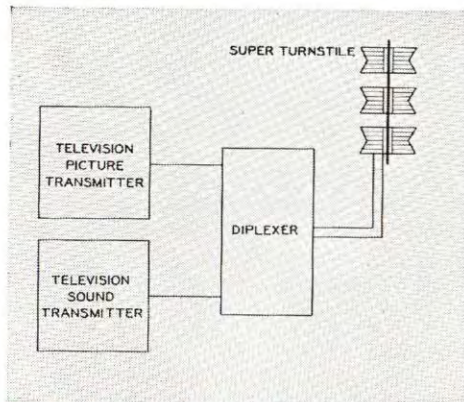 SUPER TURNSTILE
TELEVISION
PICTURE
TRANSMITTER
DIPLEXER
TELEVISION
SOUND
TRANSMITTER